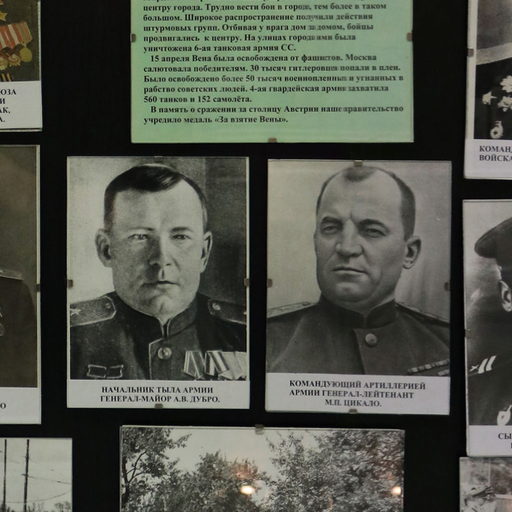 центру города. Трудно вести бои в городе, тем более в таком
большом. Широкое распространение получили действия
штурмовых групп. Отбивая у врага дом за домом, бойцы
продвигались к центру. На улицах города ими была
уничтожена 6-ая танковая армия СС.
15 апреля Вена была освобождена от фашистов. Москва
салютовала победителям. 30 тысяч гитлеровцев попали в плен.
Было освобождено более 50 тысяч военнопленных и угнанных в
рабство советских людей. 4-ая гвардейская армия захватила
560 танков и 152 самолёта.
В память о сражении за столицу Австрии наше правительство
учредило медаль «За взятие Вены».
НАЧАЛЬНИК ТЫЛА АРМИИ
ГЕНЕРАЛ-МАЙОР А.В. ДУБРО.
КОМАНДУЮЩИЙ АРТИЛЛЕРИЕЙ
АРМИИ ГЕНЕРАЛ-ЛЕЙТЕНАНТ
М.П. ЦИКАЛО.